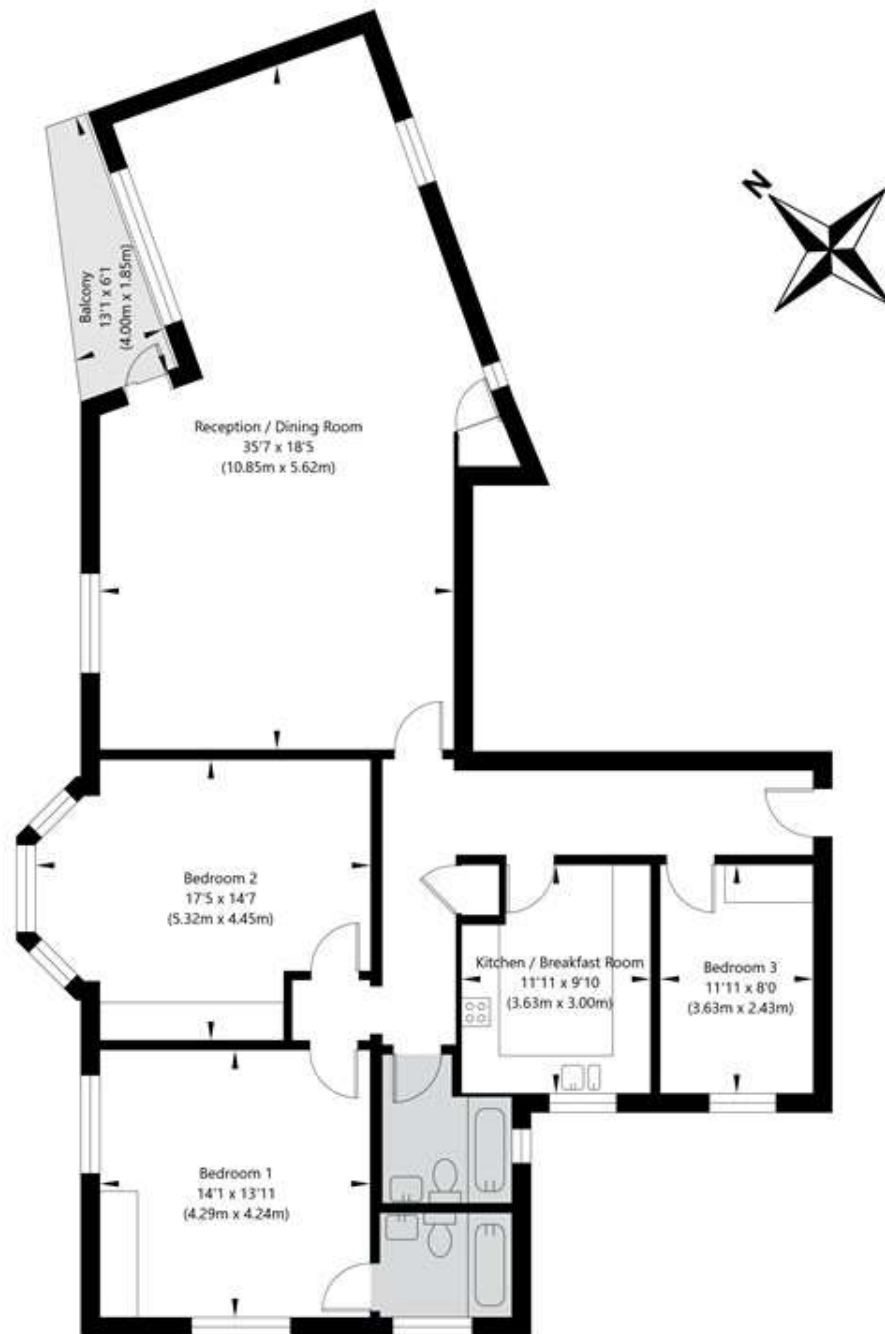 N
Balcony
13'1 x 6'1
(4.00m x 1.85m)
Reception / Dining Room
35'7 x 18'5
(10.85m x 5.62m)
Bedroom 2
17'5 x 14'7
(5.32m x 4.45m)
Kitchen / Breakfast Room
11'11 x 9'10
(3.63m x 3.00m)
Bedroom 3
11'11 x 8'0
(3.63m x 2.43m)
Bedroom 1
14'1 x 13'11
(4.29m x 4.24m)